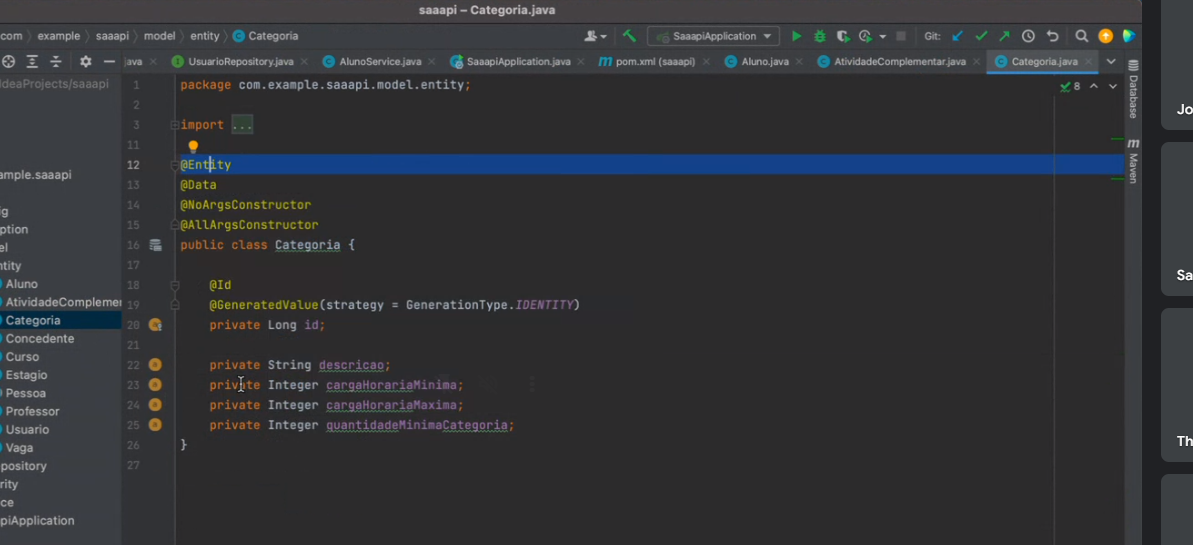 saaapi – Categoria.java
com example saaapi model entity Categoria
SaaapiApplication Git:
java UsuarioRepository.java AlunoService.java SaaapiApplication.java pom.xml (saaapi) Aluno.java AtividadeComplementar.java Categoria.java
IdeaProjects/saaapi
ample.saaapi
ig
ption
el
ntity
Aluno
AtividadeComplemen
Categoria
Concedente
Curso
Estagio
Pessoa
Professor
Usuario
Vaga
pository
rity
ce
piApplication
1 package com.example.saaapi.model.entity;
2
3 import ...
11
12 @Entity
13 @Data
14 @NoArgsConstructor
15 @AllArgsConstructor
16 public class Categoria {
17
18 @Id
19 @GeneratedValue(strategy = GenerationType.IDENTITY)
20 private Long id;
21
22 private String descricao;
23 private Integer cargaHorariaMinima;
24 private Integer cargaHorariaMaxima;
25 private Integer quantidadeMinimaCategoria;
26 }
27
8
Database
m Maven
Jo
Sa
Th